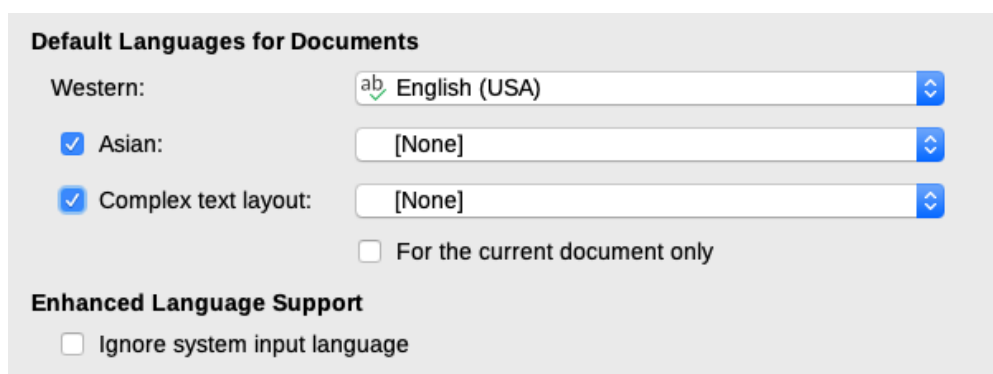 Default Languages for Documents
Western: ab English (USA)
Asian: [None]
Complex text layout: [None]
For the current document only
Enhanced Language Support
Ignore system input language